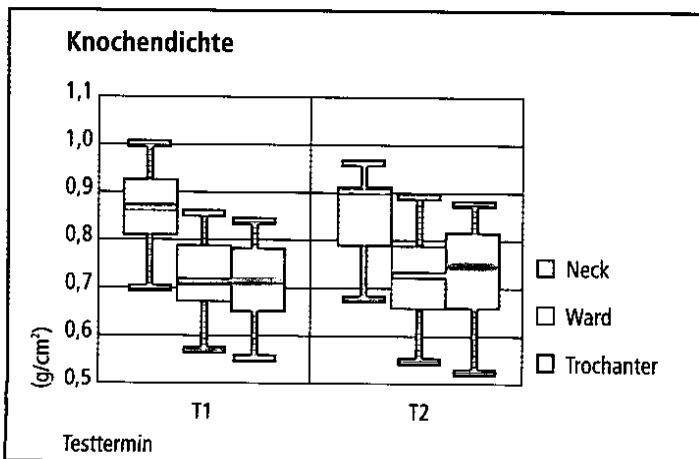 Knochendichte
1,1
1,0
0,9
0,8
0,7
0,6
0,5
(g/cm²)
T1
T2
Testtermin
Neck
Ward
Trochanter